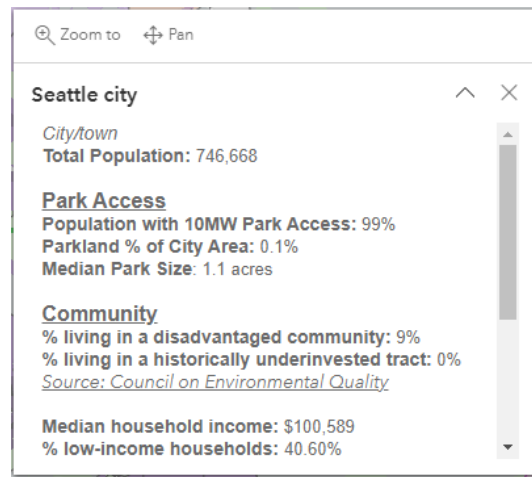 Zoom to Pan
Seattle city
City/town
Total Population: 746,668
Park Access
Population with 10MW Park Access: 99%
Parkland % of City Area: 0.1%
Median Park Size: 1.1 acres
Community
% living in a disadvantaged community: 9%
% living in a historically underinvested tract: 0%
Source: Council on Environmental Quality
Median household income: $100,589
% low-income households: 40.60%